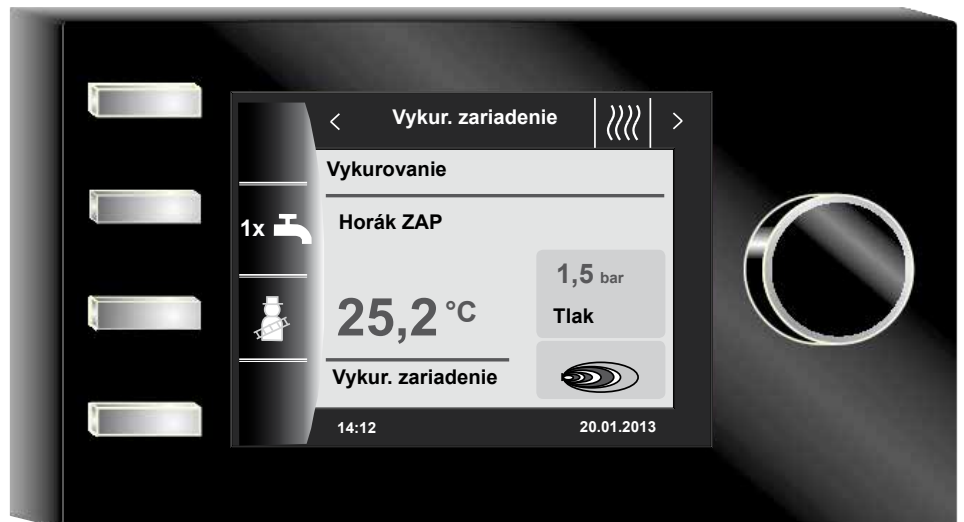 Vykur. zariadenie
Vykurovanie
Horák ZAP
1x
1,5 bar
25,2 °C
Tlak
Vykur. zariadenie
14:12 20.01.2013